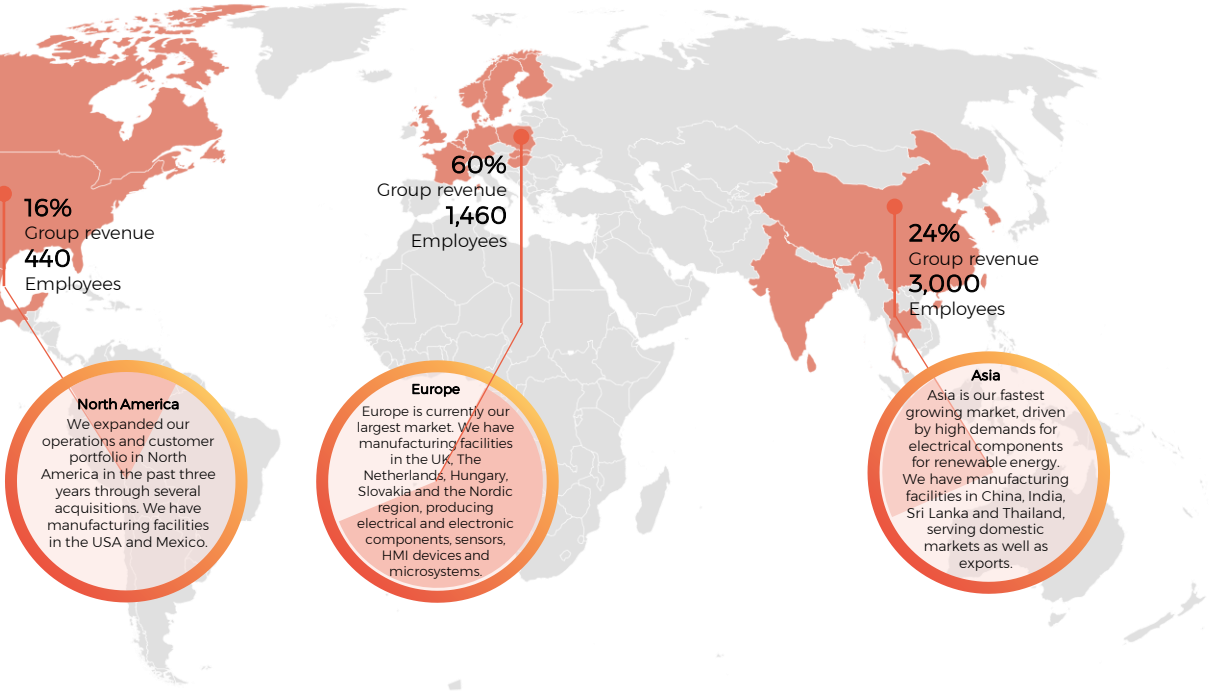 16%
Group revenue
440
Employees
North America
We expanded our
operations and customer
portfolio in North
America in the past three
years through several
acquisitions. We have
manufacturing facilities
in the USA and Mexico.
60%
Group revenue
1,460
Employees
Europe
Europe is currently our
largest market. We have
manufacturing facilities
in the UK, The
Netherlands, Hungary,
Slovakia and the Nordic
region, producing
electrical and electronic
components, sensors,
HMI devices and
microsystems.
24%
Group revenue
3,000
Employees
Asia
Asia is our fastest
growing market, driven
by high demands for
electrical components
for renewable energy.
We have manufacturing
facilities in China, India,
Sri Lanka and Thailand,
serving domestic
markets as well as
exports.